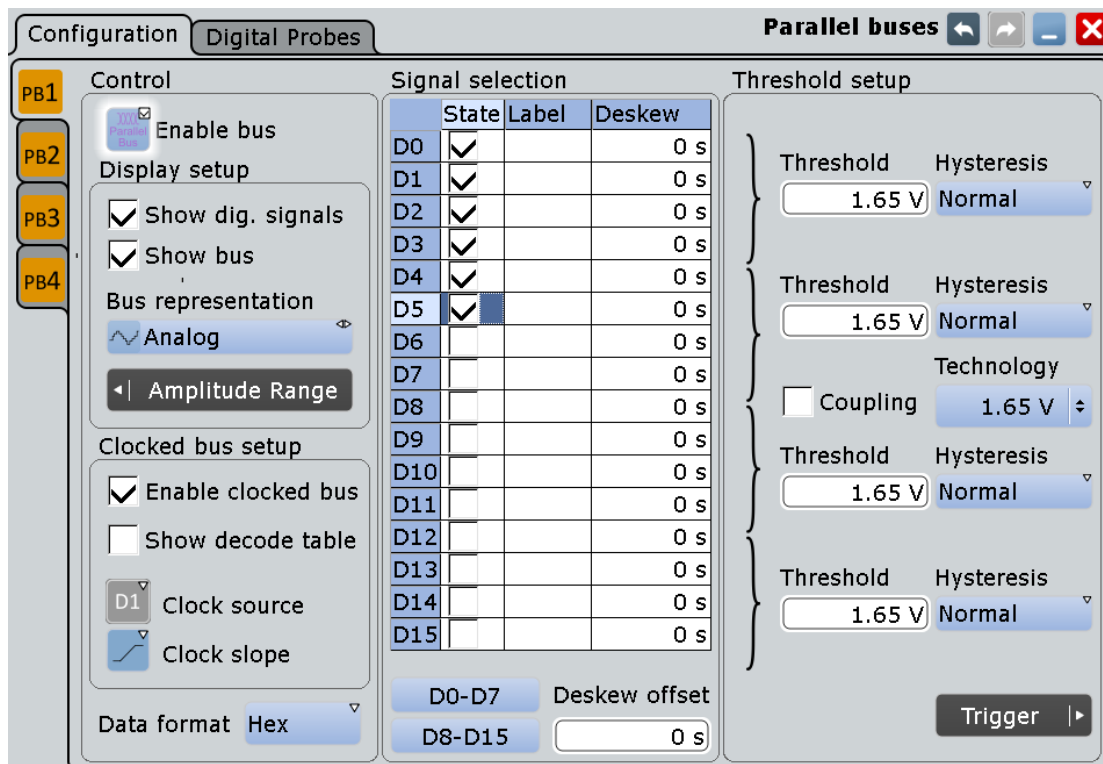 Configuration
Digital Probes
Parallel buses
PB1
PB2
PB3
PB4
Control
Parallel
Bus
Enable bus
Display setup
Show dig. signals
Show bus
Bus representation
Analog
Amplitude Range
Clocked bus setup
Enable clocked bus
Show decode table
D1 Clock source
Clock slope
Data format Hex
Signal selection
State Label Deskew
D0 0 s
D1 0 s
D2 0 s
D3 0 s
D4 0 s
D5 0 s
D6 0 s
D7 0 s
D8 0 s
D9 0 s
D10 0 s
D11 0 s
D12 0 s
D13 0 s
D14 0 s
D15 0 s
D0-D7 Deskew offset
D8-D15 0 s
Threshold setup
Threshold Hysteresis
1.65 V Normal
Threshold Hysteresis
1.65 V Normal
Technology
Coupling 1.65 V
Threshold Hysteresis
1.65 V Normal
Threshold Hysteresis
1.65 V Normal
Trigger